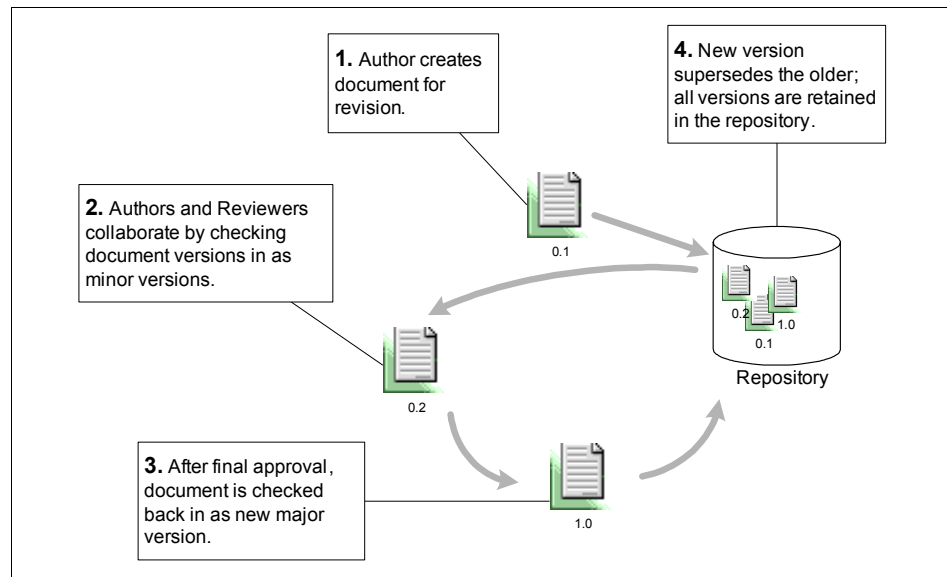 1. Author creates
document for
revision.
4. New version
supersedes the older;
all versions are retained
in the repository.
2. Authors and Reviewers
collaborate by checking
document versions in as
minor versions.
0.1
0.2
1.0
0.1
Repository
0.2
3. After final approval,
document is checked
back in as new major
version.
1.0